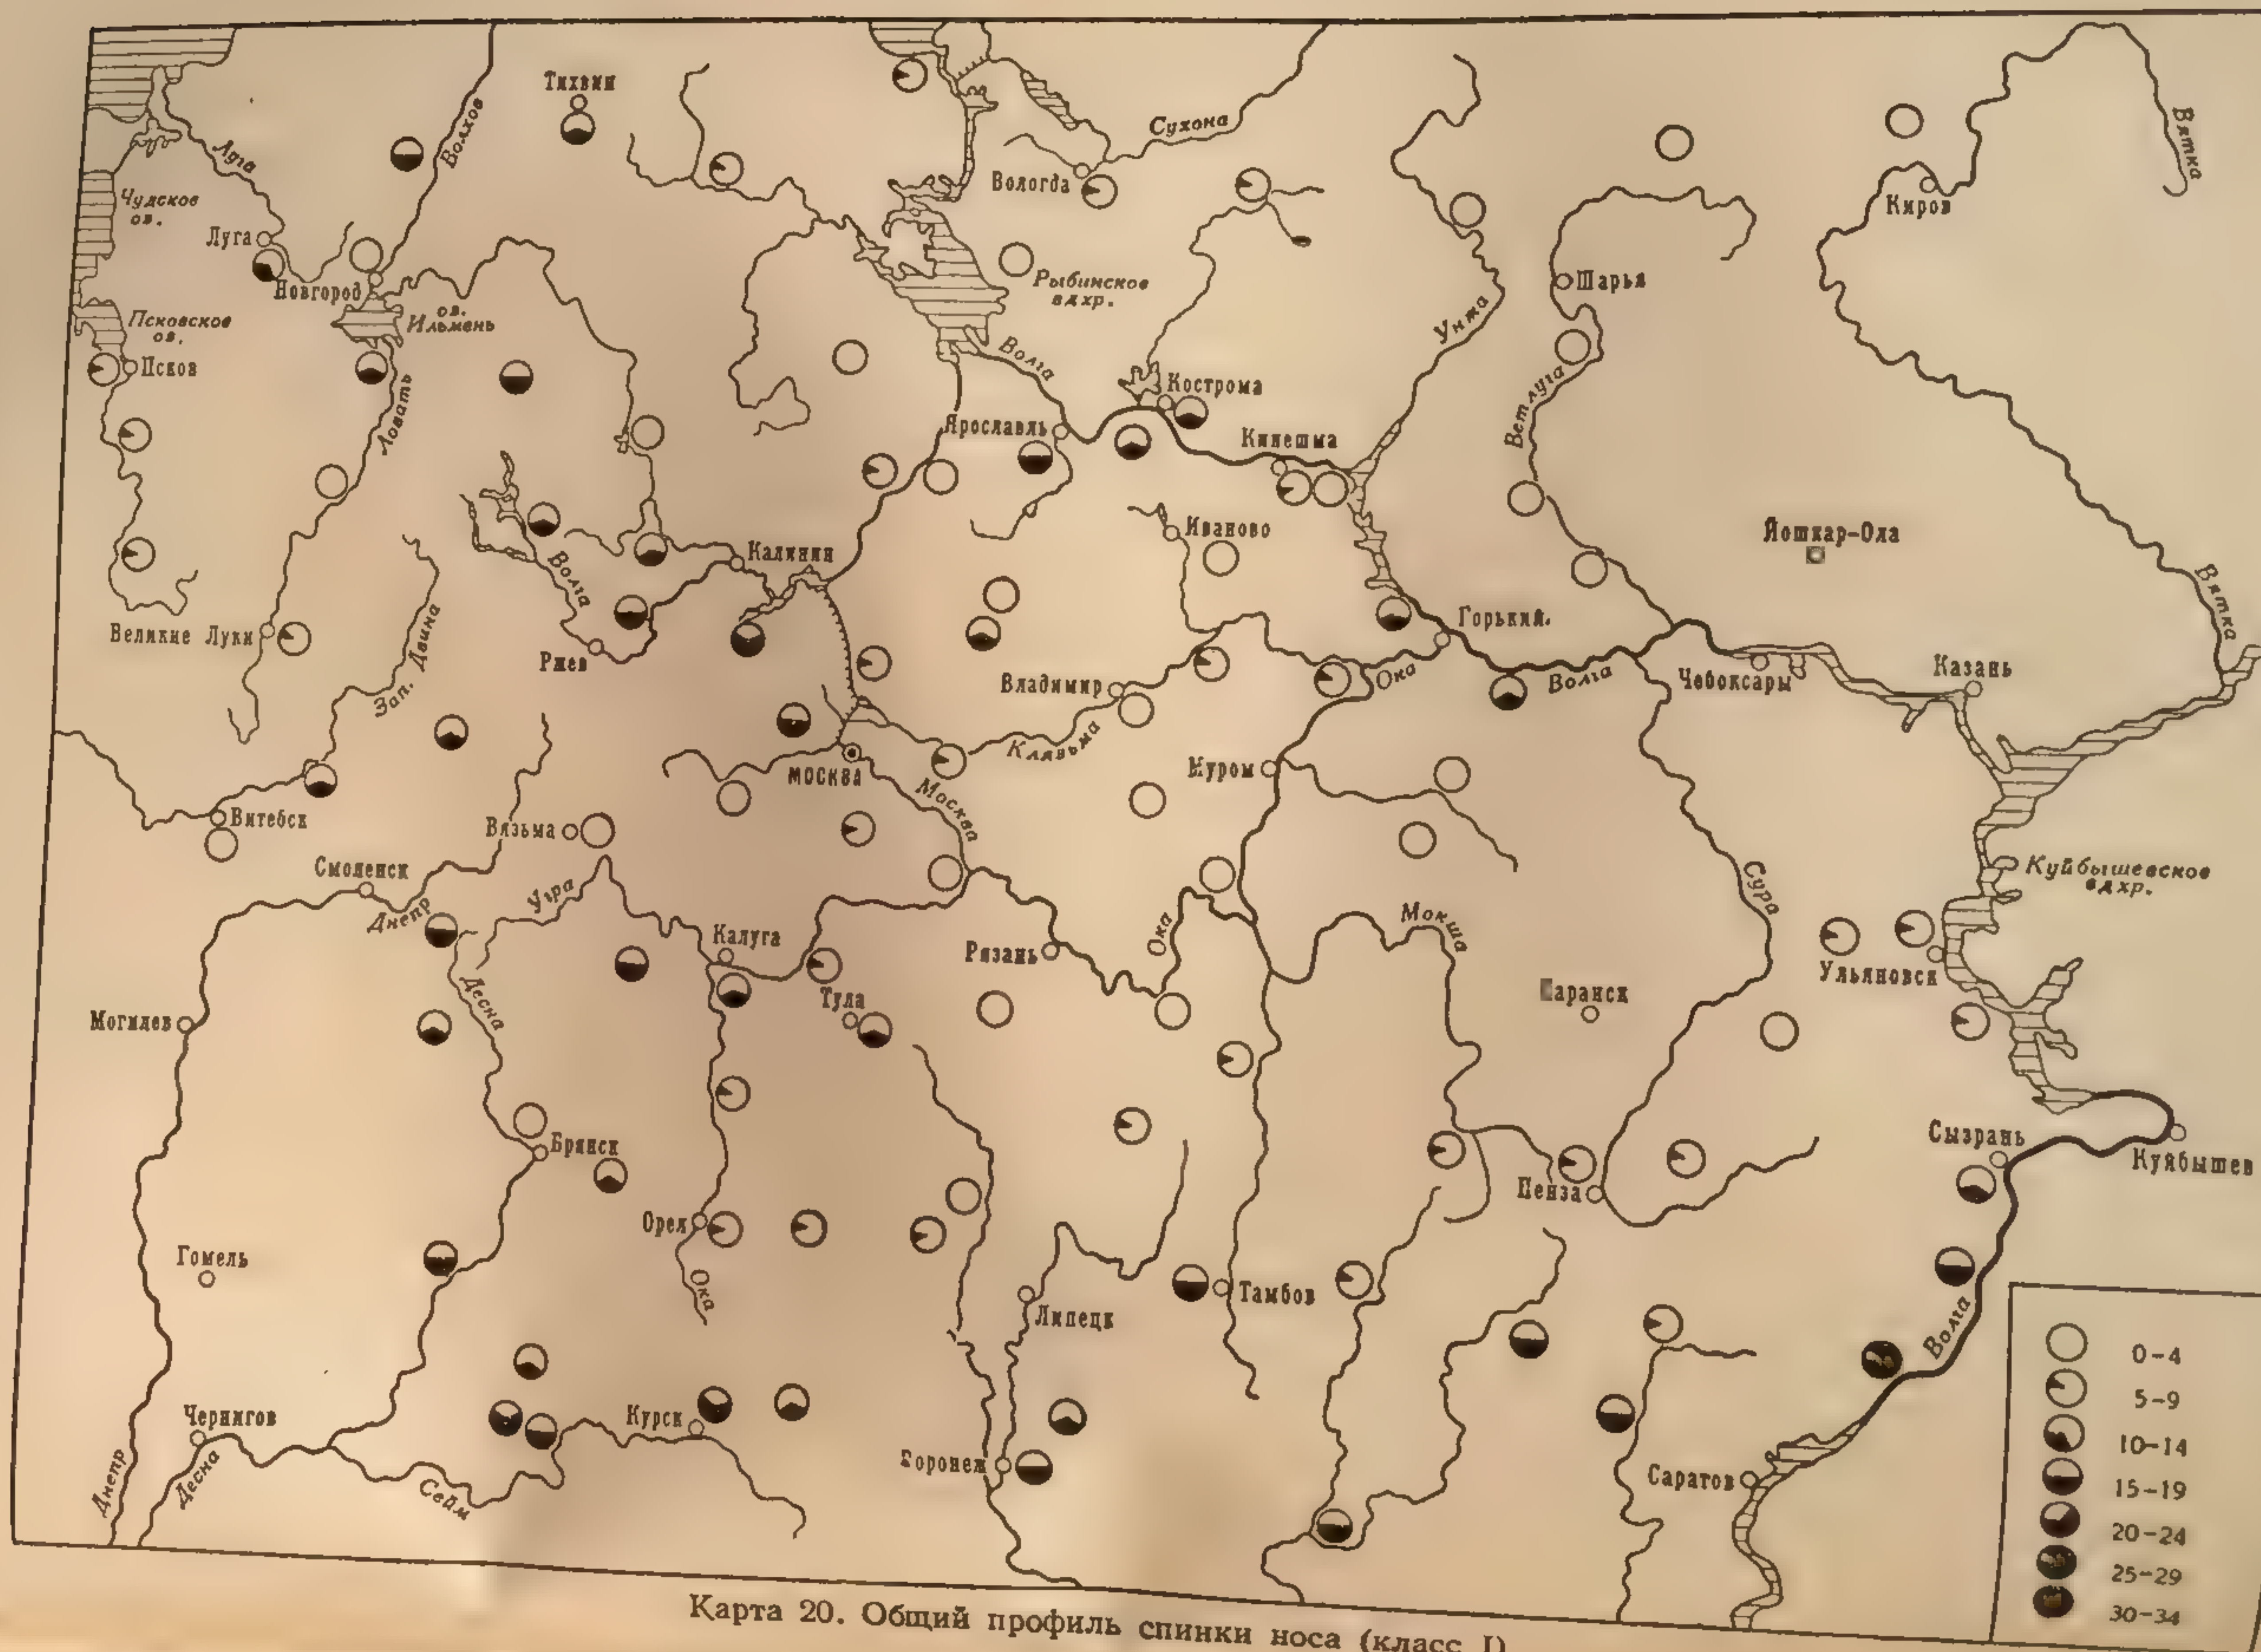 Тихвин
Волхов
Луга
Сухона
Вятка
Вологда
Чудское
оз.
Луга
Киров
Новгород
оз.
Ильмень
Рыбинское
вдхр.
Шарья
Псковское
оз.
Псков
Унжа
Волга
Кострома
Ветлуга
Ловать
Ярославль
Кинешма
Иваново
Йошкар-Ола
Калинин
Волга
Вятка
Великие Луки
Зап. Двина
Ржев
Горький
Владимир
Ока
Волга
Чебоксары
Казань
Клязьма
Муром
МОСКВА
Москва
Витебск
Вязьма
Смоленск
Днепр
Угра
Куйбышевское
вдхр.
Сура
Мокша
Ока
Калуга
Рязань
Десна
Тула
Ульяновск
Могилев
аранск
Брянск
Сызрань
Куйбышев
Пенза
Орел
Гомель
Ока
Тамбов
Липецк
Волга
Чернигов
Курск
Воронеж
Саратов
Днепр
Десна
Сейм
0-4
5-9
10-14
15-19
20-24
25-29
30-34
Карта 20. Общий профиль спинки носа (класс I)